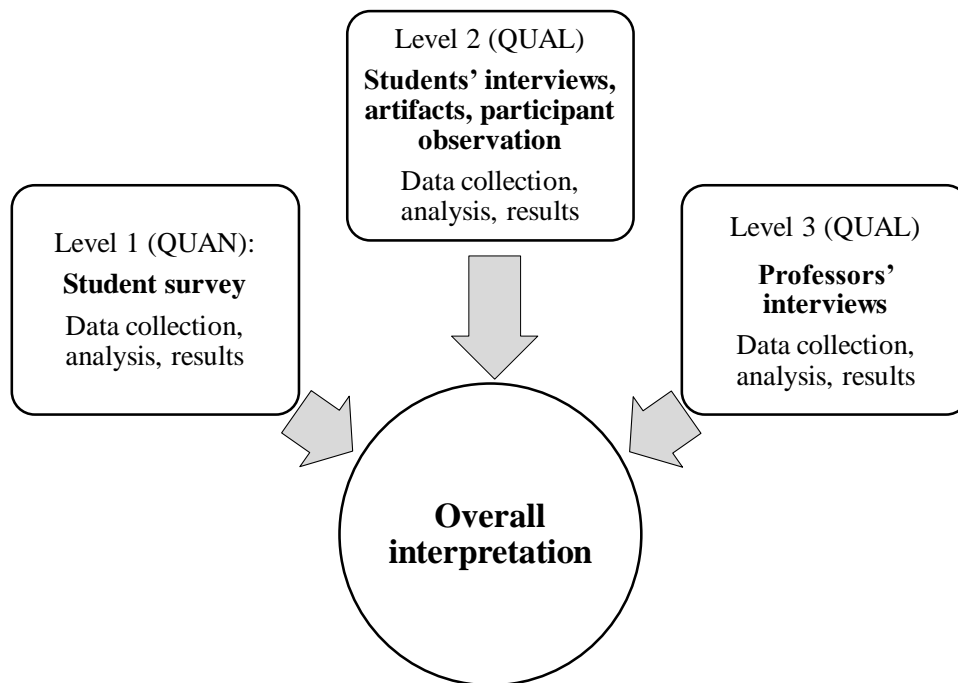 Level 2 (QUAL)
Students’ interviews,
artifacts, participant
observation
Data collection,
analysis, results
Level 1 (QUAN):
Student survey
Data collection,
analysis, results
Level 3 (QUAL)
Professors’
interviews
Data collection,
analysis, results
Overall
interpretation